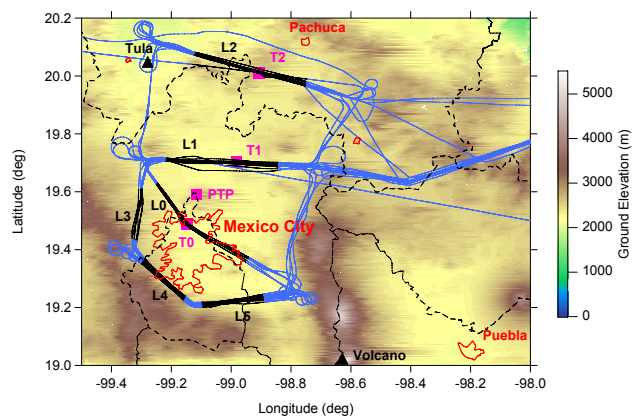 20.2
20.0
19.8
19.6
19.4
19.2
19.0
Latitude (deg)
-99.4
-99.2
-99.0
-98.8
-98.6
-98.4
-98.2
-98.0
Longitude (deg)
Pachuca
Tula
L2
T2
L1
T1
PTP
L0
L3
T0
Mexico City
L4
L5
Puebla
Volcano
5000
4000
3000
2000
1000
0
Ground Elevation (m)